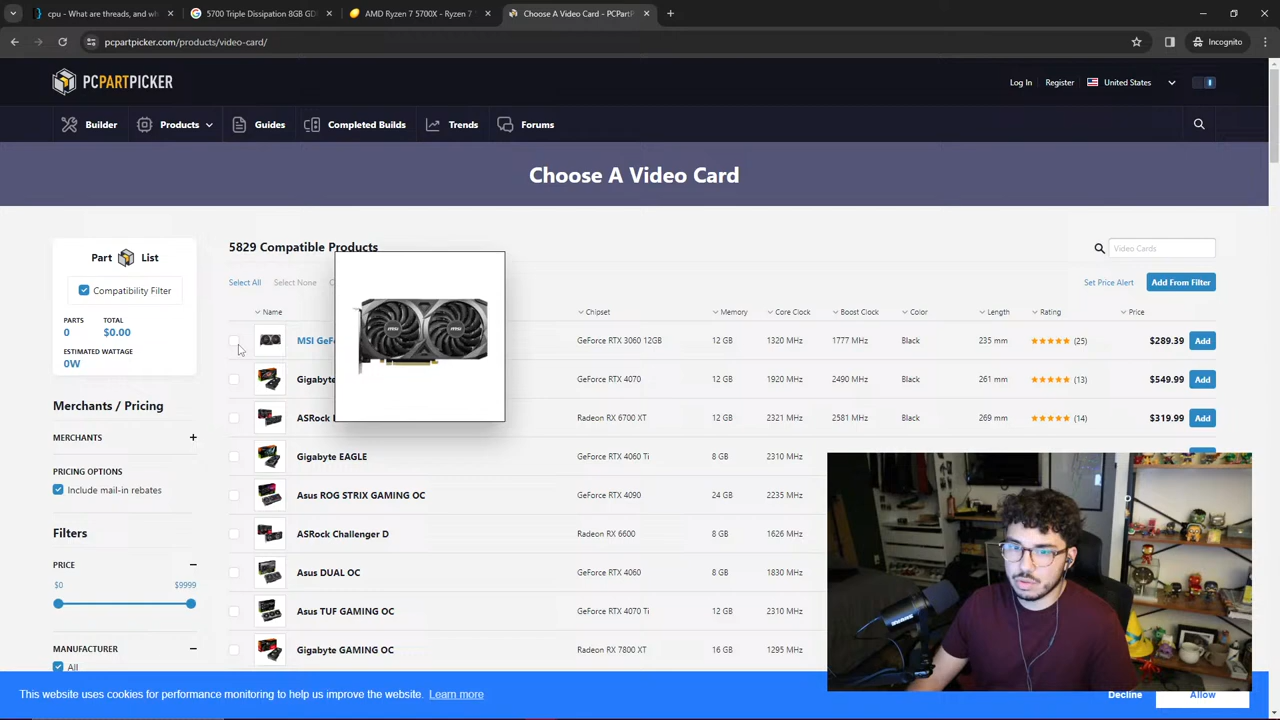 cpu - What are threads, and wh
5700 Triple Dissipation 8GB GD
AMD Ryzen 7 5700X - Ryzen 7
Choose A Video Card - PCPartP
pcpartpicker.com/products/video-card/
Incognito
PCPARTPICKER
Log In
Register
United States
Builder
Products
Guides
Completed Builds
Trends
Forums
Choose A Video Card
Part List
Compatibility Filter
PARTS TOTAL
0 $0.00
ESTIMATED WATTAGE
0W
Merchants / Pricing
MERCHANTS
PRICING OPTIONS
Include mail-in rebates
Filters
PRICE
$0 $9999
MANUFACTURER
All
5829 Compatible Products
Video Cards
Select All Select None
Set Price Alert
Add From Filter
Name Chipset Memory Core Clock Boost Clock Color Length Rating Price
MSI GeF GeForce RTX 3060 12GB 12 GB 1320 MHz 1777 MHz Black 235 mm (25) $289.39 Add
Gigabyte GeForce RTX 4070 12 GB 1920 MHz 2490 MHz Black 261 mm (13) $549.99 Add
ASRock Radeon RX 6700 XT 12 GB 2321 MHz 2581 MHz Black 269 mm (14) $319.99 Add
Gigabyte EAGLE GeForce RTX 4060 Ti 8 GB 2310 MHz
Asus ROG STRIX GAMING OC GeForce RTX 4090 24 GB 2235 MHz
ASRock Challenger D Radeon RX 6600 8 GB 1626 MHz
Asus DUAL OC GeForce RTX 4060 8 GB 1830 MHz
Asus TUF GAMING OC GeForce RTX 4070 Ti 12 GB 2310 MHz
Gigabyte GAMING OC Radeon RX 7800 XT 16 GB 1295 MHz
This website uses cookies for performance monitoring to help us improve the website. Learn more
Decline
Allow